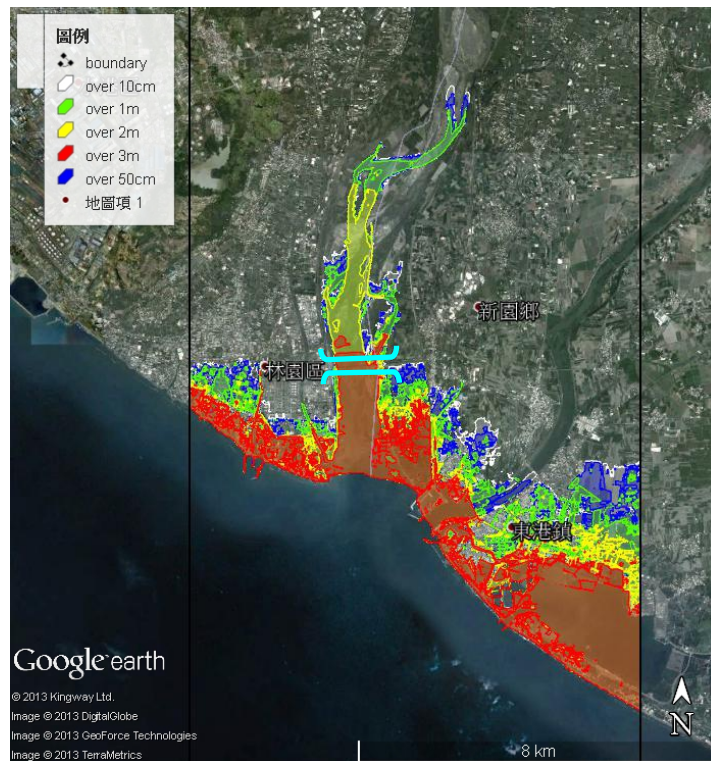 圖例
boundary
over 10cm
over 1m
over 2m
over 3m
over 50cm
地圖項 1
新園鄉
林園區
東港鎮
Google earth
© 2013 Kingway Ltd.
Image © 2013 DigitalGlobe
Image © 2013 GeoForce Technologies
Image © 2013 TerraMetrics
8 km
N